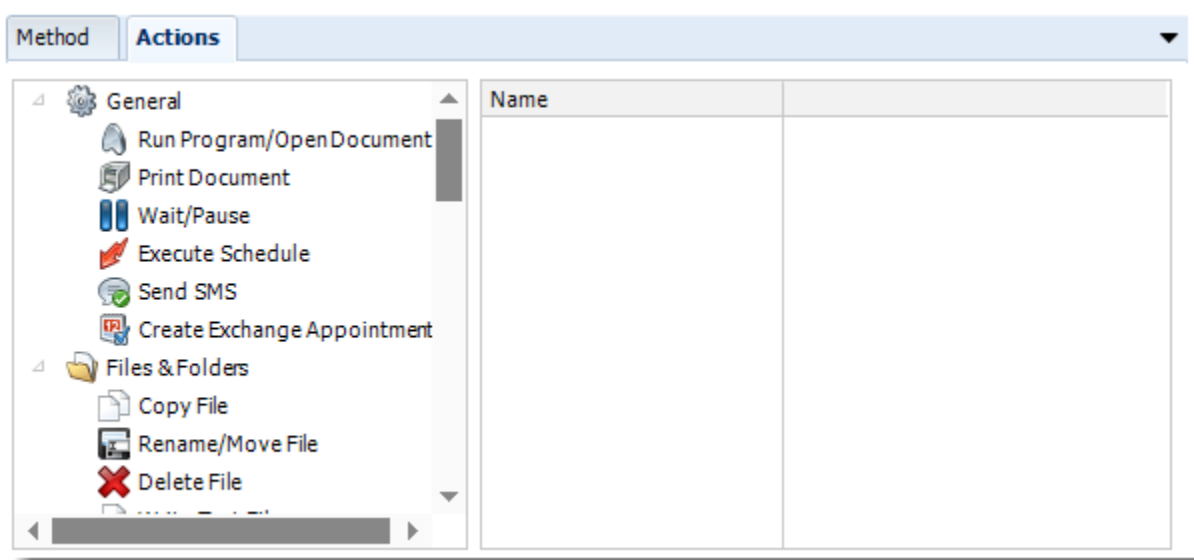 Method Actions
General
Name
Run Program/Open Document
Print Document
Wait/Pause
Execute Schedule
Send SMS
Create Exchange Appointment
Files & Folders
Copy File
Rename/Move File
Delete File